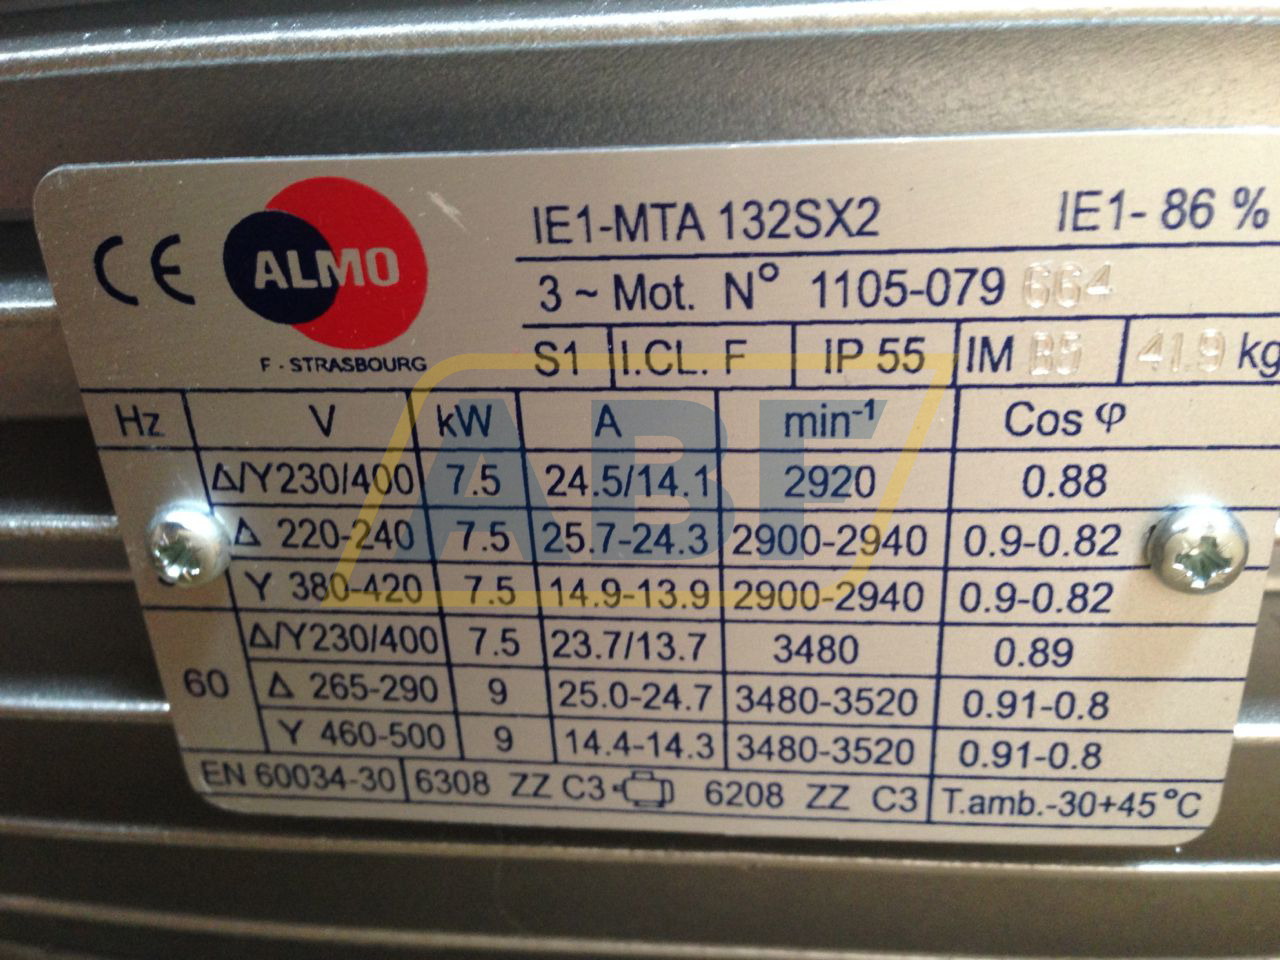 CE ALMO
F - STRASBOURG
IE1-MTA 132SX2 IE1- 86 %
3 ~ Mot. N° 1105-079 664
S1 I.CL. F IP 55 IM B5 41.9 kg
Hz V kW A min-1 Cos φ
Δ/Y230/400 7.5 24.5/14.1 2920 0.88
Δ 220-240 7.5 25.7-24.3 2900-2940 0.9-0.82
Y 380-420 7.5 14.9-13.9 2900-2940 0.9-0.82
Δ/Y230/400 7.5 23.7/13.7 3480 0.89
60 Δ 265-290 9 25.0-24.7 3480-3520 0.91-0.8
Y 460-500 9 14.4-14.3 3480-3520 0.91-0.8
EN 60034-30 6308 ZZ C3 6208 ZZ C3 T.amb.-30+45°C
ABF